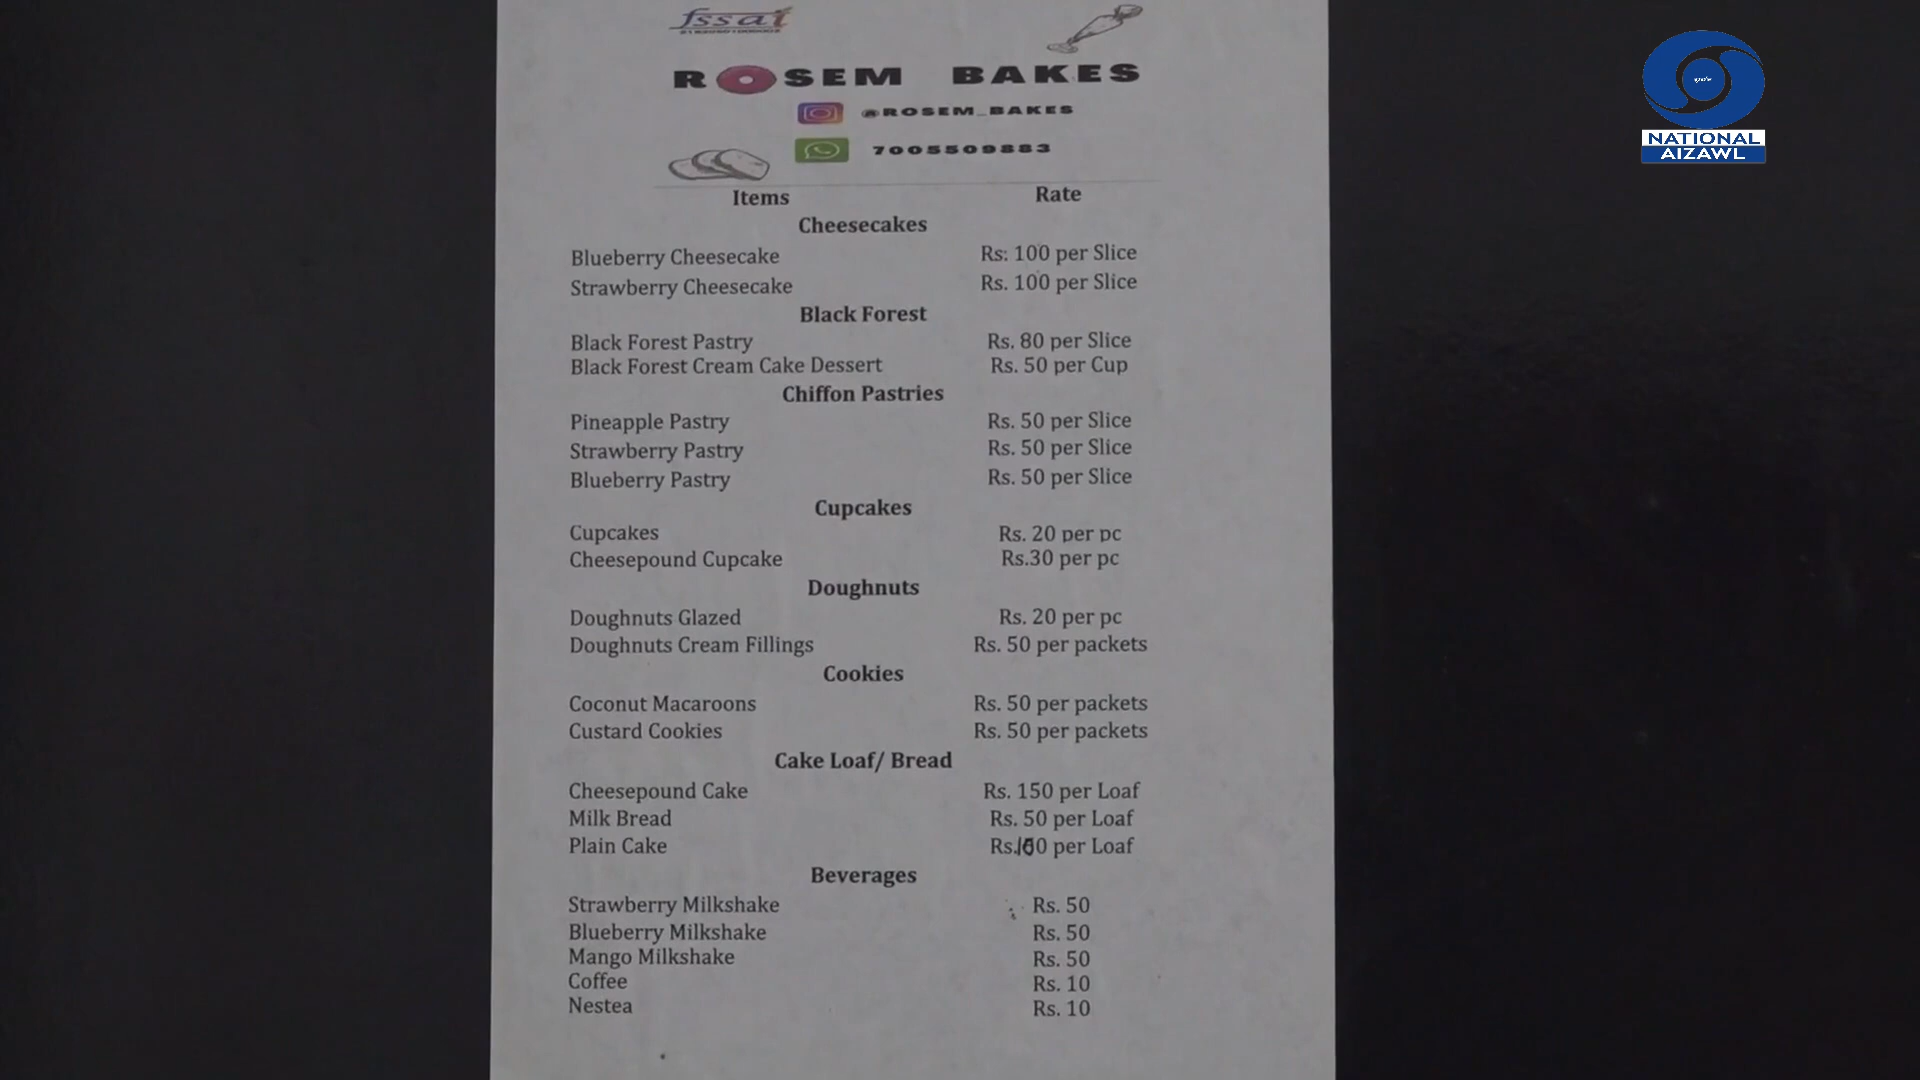 fssai
ROSEM BAKES
@ROSEM_BAKES
7005509883
NATIONAL
AIZAWL
Items Rate
Cheesecakes
Blueberry Cheesecake Rs: 100 per Slice
Strawberry Cheesecake Rs. 100 per Slice
Black Forest
Black Forest Pastry Rs. 80 per Slice
Black Forest Cream Cake Dessert Rs. 50 per Cup
Chiffon Pastries
Pineapple Pastry Rs. 50 per Slice
Strawberry Pastry Rs. 50 per Slice
Blueberry Pastry Rs. 50 per Slice
Cupcakes
Cupcakes Rs. 20 per pc
Cheesepound Cupcake Rs.30 per pc
Doughnuts
Doughnuts Glazed Rs. 20 per pc
Doughnuts Cream Fillings Rs. 50 per packets
Cookies
Coconut Macaroons Rs. 50 per packets
Custard Cookies Rs. 50 per packets
Cake Loaf/ Bread
Cheesepound Cake Rs. 150 per Loaf
Milk Bread Rs. 50 per Loaf
Plain Cake per Loaf
Beverages
Strawberry Milkshake Rs. 50
Blueberry Milkshake Rs. 50
Mango Milkshake Rs. 50
Coffee Rs. 10
Nestea Rs. 10